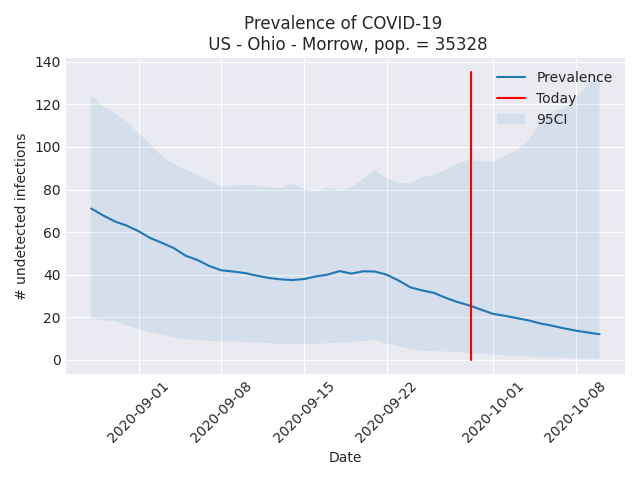 Prevalence of COVID-19
US - Ohio - Morrow, pop. = 35328
140
120
100
80
60
40
20
0
# undetected infections
Prevalence
Today
95CI
2020-09-01
2020-09-08
2020-09-15
2020-09-22
2020-10-01
2020-10-08
Date